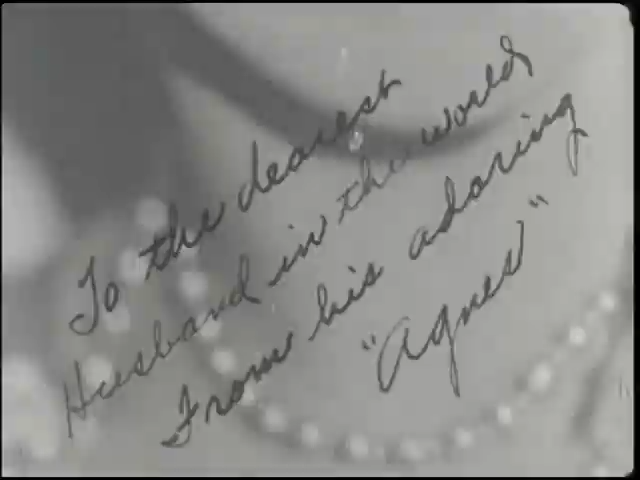 To the dearest
Husband in the world
From his adoring
"Agnes"